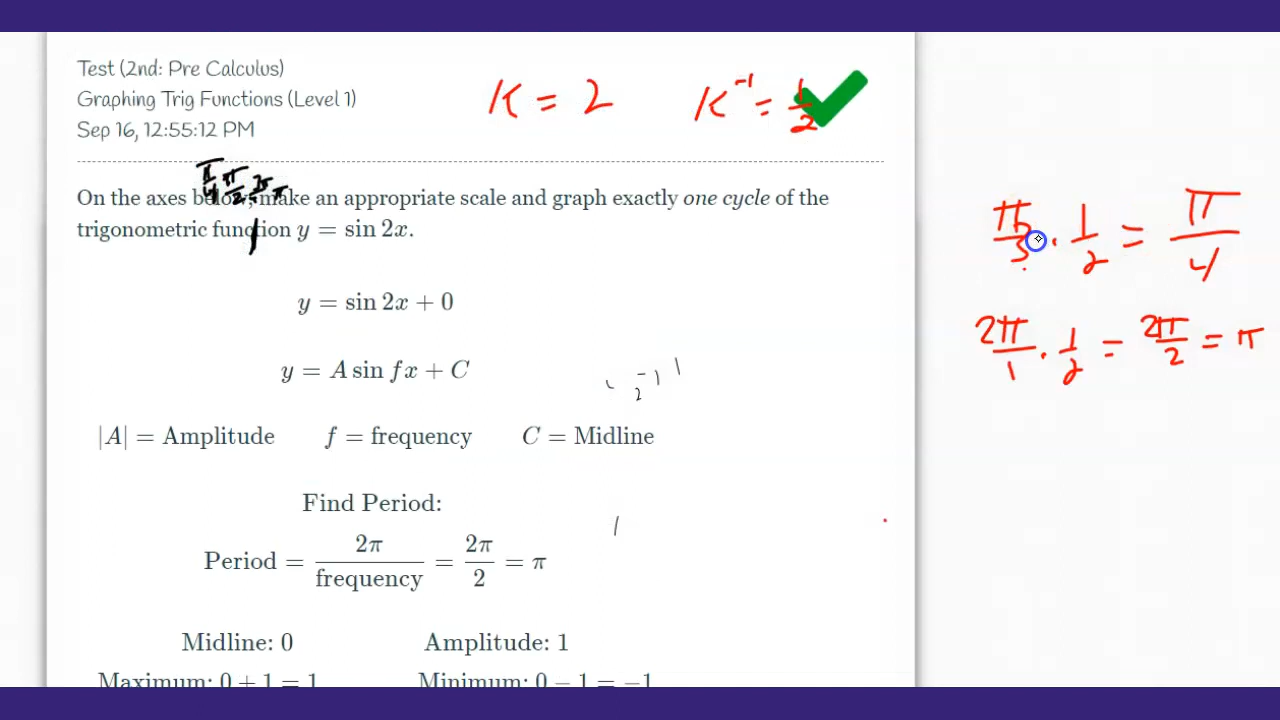 Test (2nd: Pre Calculus)
Graphing Trig Functions (Level 1)
Sep 16, 12:55:12 PM
K = 2
K⁻¹ = 1/2
On the axes below, make an appropriate scale and graph exactly one cycle of the
trigonometric function y = sin 2x.
π/4 π/2 π
y = sin 2x + 0
y = A sin fx + C
|A| = Amplitude f = frequency C = Midline
Find Period:
Period = 2π/frequency = 2π/2 = π
Midline: 0 Amplitude: 1
Maximum: 0 + 1 = 1 Minimum: 0 − 1 = −1
· 1/2 = π/4
2π/1 · 1/2 = 2π/2 = π